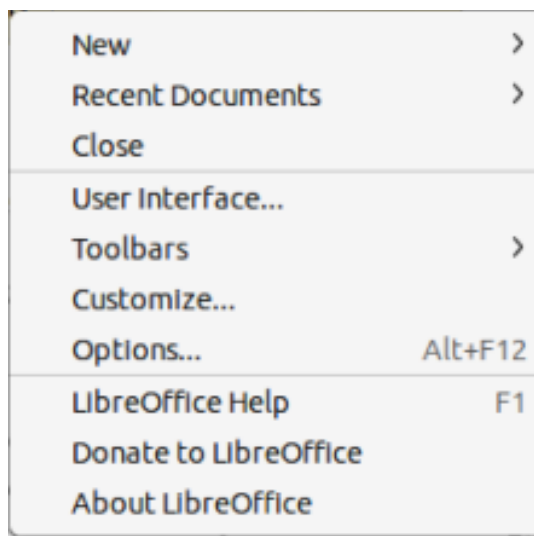 New
Recent Documents
Close
User Interface...
Toolbars
Customize...
Options... Alt+F12
LibreOffice Help F1
Donate to LibreOffice
About LibreOffice